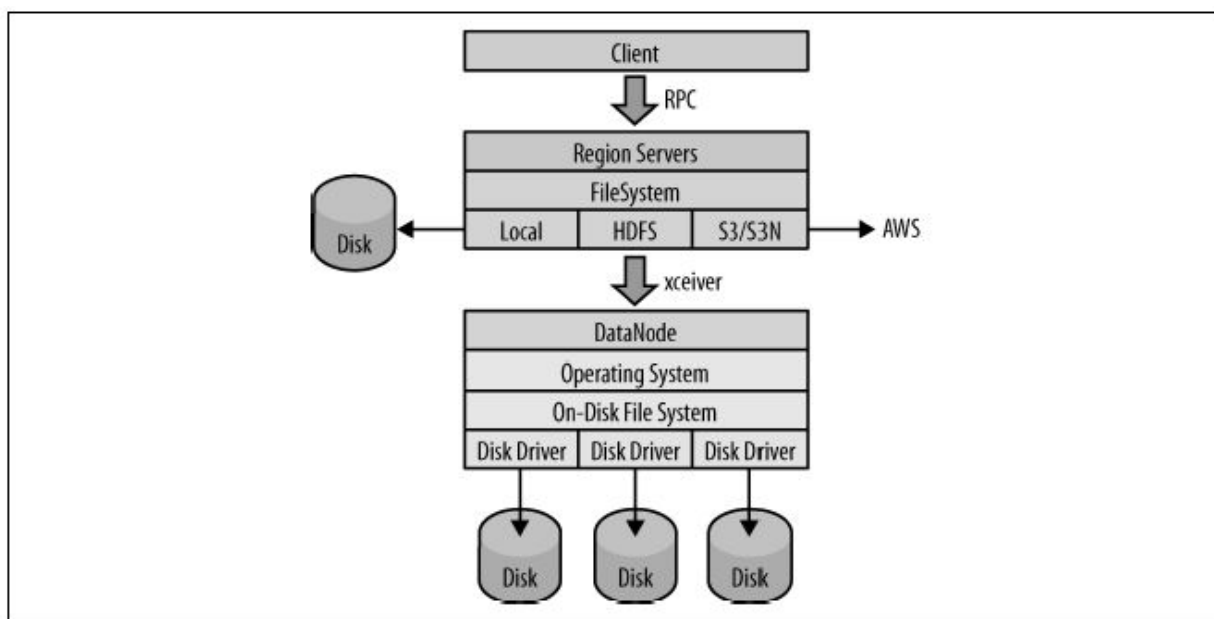 Client
RPC
Region Servers
FileSystem
Local HDFS S3/S3N
Disk
AWS
xceiver
DataNode
Operating System
On-Disk File System
Disk Driver Disk Driver Disk Driver
Disk Disk Disk